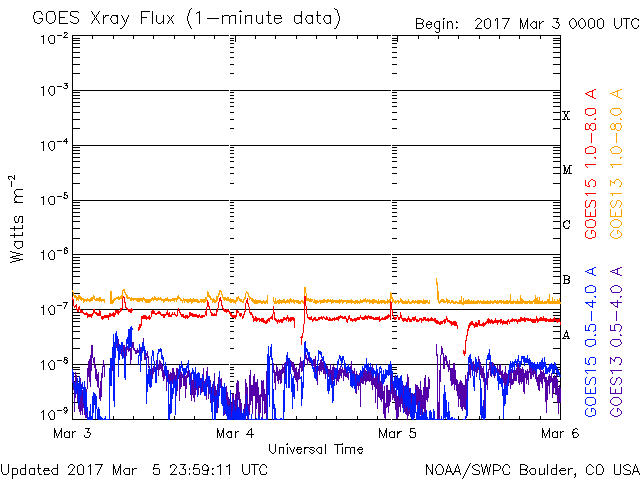 GOES Xray Flux (1-minute data)
Begin: 2017 Mar 3 0000 UTC
10-2
10-3
10-4
10-5
10-6
10-7
10-8
10-9
Watts m-2
X
M
C
B
A
GOES15 1.0-8.0 A
GOES13 1.0-8.0 A
GOES15 0.5-4.0 A
GOES13 0.5-4.0 A
Mar 3
Mar 4
Mar 5
Mar 6
Universal Time
Updated 2017 Mar 5 23:59:11 UTC
NOAA/SWPC Boulder, CO USA